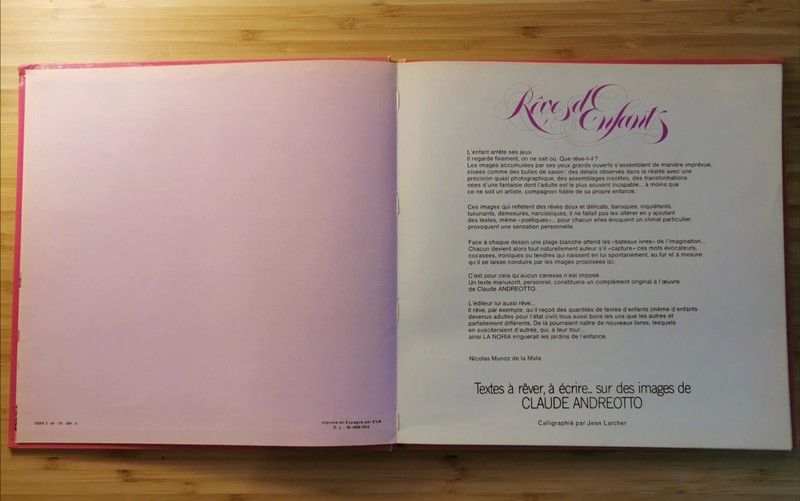 Imprimé en Espagne par EVA
Rêves d'Enfants
L'enfant arrête ses jeux.
Il regarde fixement, on ne sait où. Que rêve-t-il ?
Les images accumulées par ses yeux grands ouverts s'assemblent de manière imprévue,
irisées comme des bulles de savon ; des détails observés dans la réalité avec une
précision quasi photographique, des assemblages insolites, des transformations
nées d'une fantaisie dont l'adulte est le plus souvent incapable... à moins que
ce ne soit un artiste, compagnon fidèle de sa propre enfance.
Ces images qui reflètent des rêves doux et délicats, baroques, inquiétants,
luxuriants, démesurés, narcissiques, il ne fallait pas les altérer en y ajoutant
des textes, même «poétiques»... pour chacun elles évoquent un climat particulier,
provoquent une sensation personnelle.
Face à chaque dessin une plage blanche attend les «bateaux ivres» de l'imagination...
Chacun devient alors tout naturellement auteur s'il «capture» ces mots évocateurs,
cocasses, ironiques ou tendres qui naissent en lui spontanément, au fur et à mesure
qu'il se laisse conduire par les images proposées ici.
C'est pour cela qu'aucun canevas n'est imposé.
Un texte manuscrit, personnel, constituera un complément original à l'œuvre
de Claude ANDREOTTO.
L'éditeur lui aussi rêve...
Il rêve, par exemple, qu'il reçoit des quantités de textes d'enfants (même d'enfants
devenus adultes pour l'état civil) tous aussi bons les uns que les autres et
parfaitement différents. De là pourraient naître de nouveaux livres, lesquels
en susciteraient d'autres, qui, à leur tour...
ainsi LA NORIA irriguerait les jardins de l'enfance.
Nicolas Munoz de la Mata
Textes à rêver, à écrire... sur des images de
CLAUDE ANDREOTTO
Calligraphié par Jean Larcher